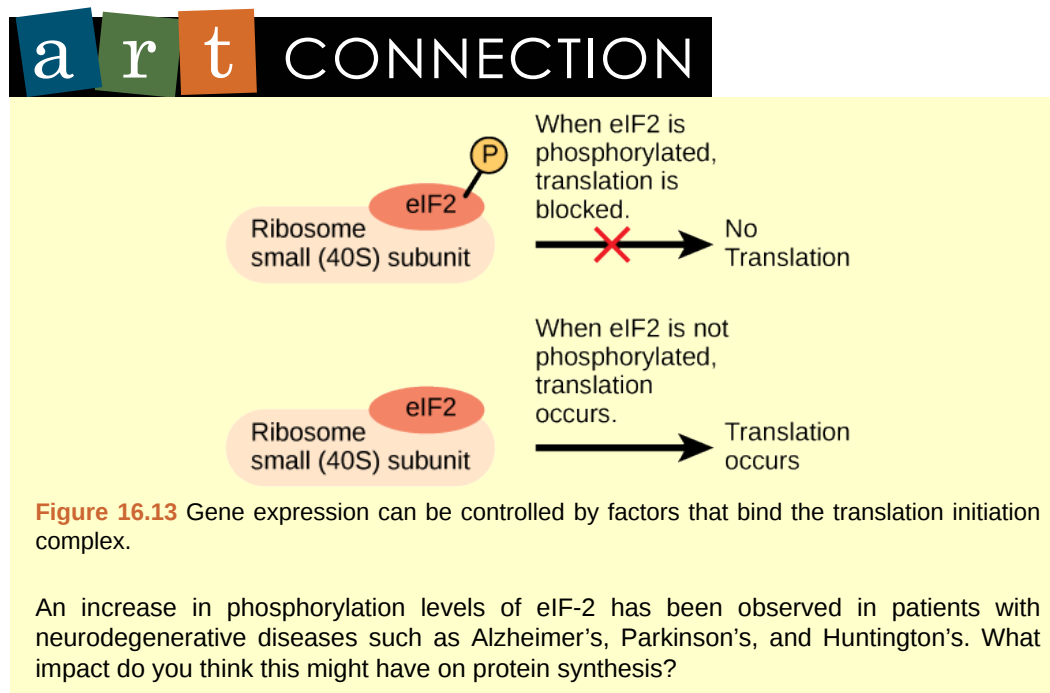 art CONNECTION
P
When eIF2 is
phosphorylated,
translation is
blocked.
eIF2
Ribosome
small (40S) subunit
No
Translation
When eIF2 is not
phosphorylated,
translation
occurs.
eIF2
Ribosome
small (40S) subunit
Translation
occurs
Figure 16.13 Gene expression can be controlled by factors that bind the translation initiation
complex.
An increase in phosphorylation levels of eIF-2 has been observed in patients with
neurodegenerative diseases such as Alzheimer's, Parkinson's, and Huntington's. What
impact do you think this might have on protein synthesis?